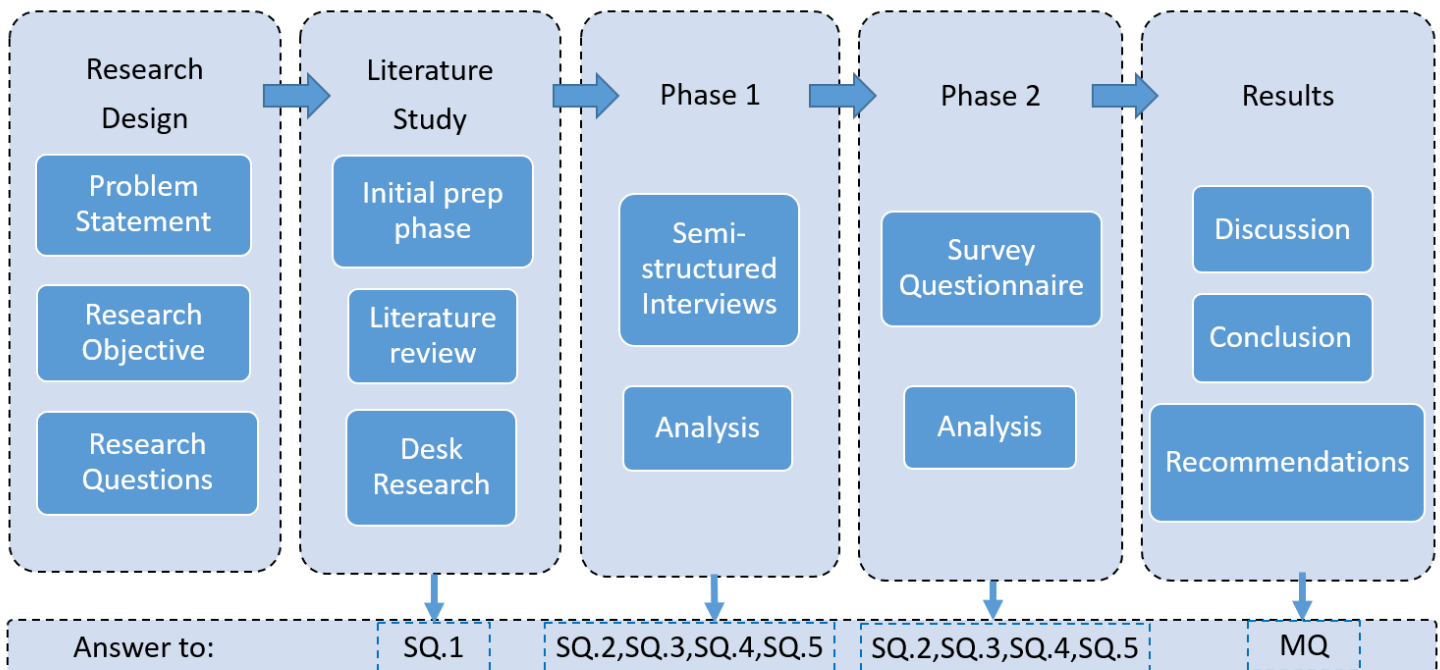 Research
Design
Problem
Statement
Research
Objective
Research
Questions
Literature
Study
Initial prep
phase
Literature
review
Desk
Research
Phase 1
Semi-
structured
Interviews
Analysis
Phase 2
Survey
Questionnaire
Analysis
Results
Discussion
Conclusion
Recommendations
Answer to:
SQ.1
SQ.2,SQ.3,SQ.4,SQ.5
SQ.2,SQ.3,SQ.4,SQ.5
MQ